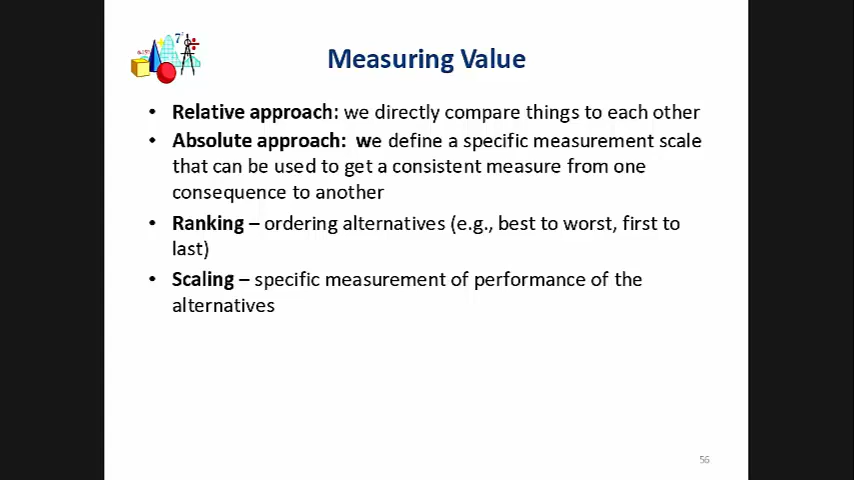 Measuring Value
• Relative approach: we directly compare things to each other
• Absolute approach:  we define a specific measurement scale
that can be used to get a consistent measure from one
consequence to another
• Ranking – ordering alternatives (e.g., best to worst, first to
last)
• Scaling – specific measurement of performance of the
alternatives
56